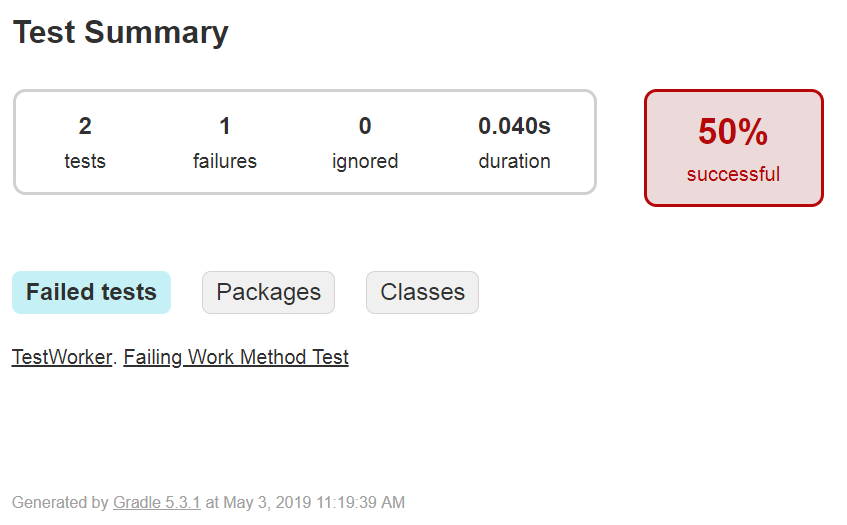 Test Summary
2 1 0 0.040s
tests failures ignored duration
50%
successful
Failed tests Packages Classes
TestWorker. Failing Work Method Test
Generated by Gradle 5.3.1 at May 3, 2019 11:19:39 AM